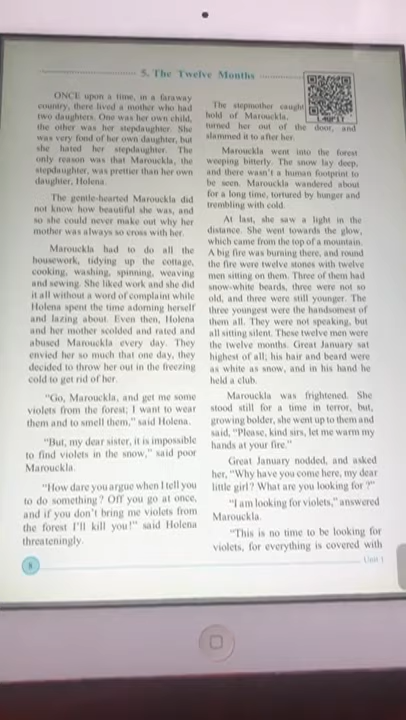 5. The Twelve Months
ONCE upon a time, in a faraway
country, there lived a mother who had
two daughters. One was her own child,
the other was her stepdaughter. She
was very fond of her own daughter, but
she hated her stepdaughter. The
only reason was that Marouckla, the
stepdaughter, was prettier than her own
daughter, Holena.
The gentle-hearted Marouckla did
not know how beautiful she was, and
so she could never make out why her
mother was always so cross with her.
Marouckla had to do all the
housework, tidying up the cottage,
cooking, washing, spinning, weaving
and sewing. She liked work and she did
it all without a word of complaint while
Holena spent the time adorning herself
and lazing about. Even then, Holena
and her mother scolded and rated and
abused Marouckla every day. They
envied her so much that one day, they
decided to throw her out in the freezing
cold to get rid of her.
"Go, Marouckla, and get me some
violets from the forest; I want to wear
them and to smell them," said Holena.
"But, my dear sister, it is impossible
to find violets in the snow," said poor
Marouckla.
"How dare you argue when I tell you
to do something? Off you go at once,
and if you don't bring me violets from
the forest I'll kill you!" said Holena
threateningly.
The stepmother caught
hold of Marouckla,
turned her out of the door, and
slammed it to after her.
Marouckla went into the forest
weeping bitterly. The snow lay deep,
and there wasn't a human footprint to
be seen. Marouckla wandered about
for a long time, tortured by hunger and
trembling with cold.
At last, she saw a light in the
distance. She went towards the glow,
which came from the top of a mountain.
A big fire was burning there, and round
the fire were twelve stones with twelve
men sitting on them. Three of them had
snow-white beards, three were not so
old, and three were still younger. The
three youngest were the handsomest of
them all. They were not speaking, but
all sitting silent. These twelve men were
the twelve months. Great January sat
highest of all; his hair and beard were
as white as snow, and in his hand he
held a club.
Marouckla was frightened. She
stood still for a time in terror, but,
growing bolder, she went up to them and
said, "Please, kind sirs, let me warm my
hands at your fire."
Great January nodded, and asked
her, "Why have you come here, my dear
little girl? What are you looking for ?"
"I am looking for violets," answered
Marouckla.
"This is no time to be looking for
violets, for everything is covered with
8
Unit 1